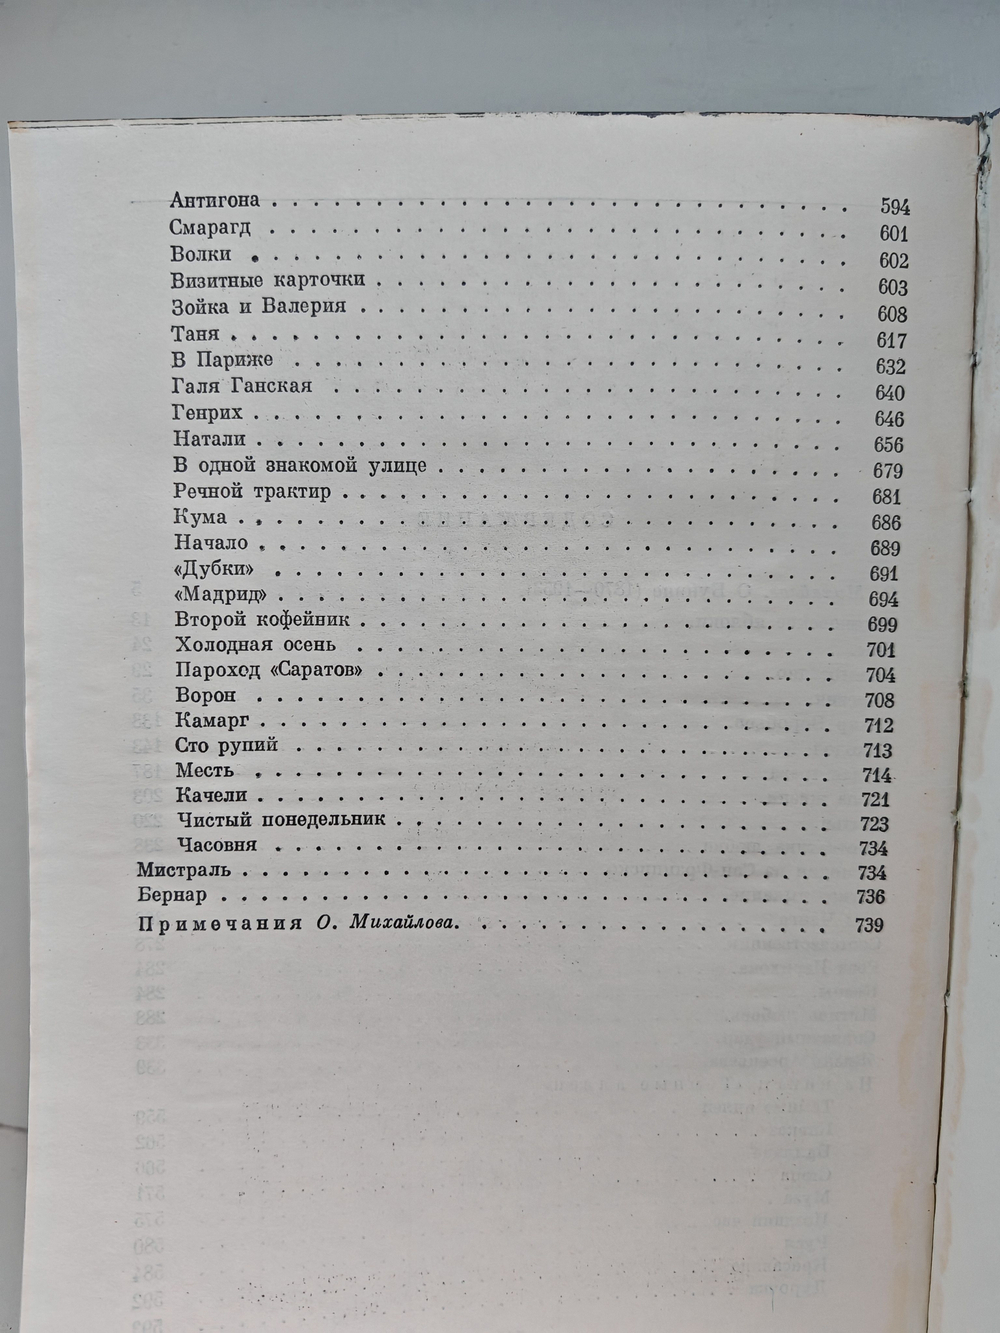 Антигона . . . . . . . . . . . . . . . . . . . . . . . . . . . . 594
Смарагд . . . . . . . . . . . . . . . . . . . . . . . . . . . . 601
Волки . . . . . . . . . . . . . . . . . . . . . . . . . . . . 602
Визитные карточки . . . . . . . . . . . . . . . . . . . . . . . 603
Зойка и Валерия . . . . . . . . . . . . . . . . . . . . . . . . 608
Таня . . . . . . . . . . . . . . . . . . . . . . . . . . . . . . 617
В Париже . . . . . . . . . . . . . . . . . . . . . . . . . . . 632
Галя Ганская . . . . . . . . . . . . . . . . . . . . . . . . . 640
Генрих . . . . . . . . . . . . . . . . . . . . . . . . . . . . 646
Натали . . . . . . . . . . . . . . . . . . . . . . . . . . . . 656
В одной знакомой улице . . . . . . . . . . . . . . . . . . . . 679
Речной трактир . . . . . . . . . . . . . . . . . . . . . . . . 681
Кума . . . . . . . . . . . . . . . . . . . . . . . . . . . . . 686
Начало . . . . . . . . . . . . . . . . . . . . . . . . . . . . 689
«Дубки» . . . . . . . . . . . . . . . . . . . . . . . . . . . 691
«Мадрид» . . . . . . . . . . . . . . . . . . . . . . . . . . . 694
Второй кофейник . . . . . . . . . . . . . . . . . . . . . . . 699
Холодная осень . . . . . . . . . . . . . . . . . . . . . . . . 701
Пароход «Саратов» . . . . . . . . . . . . . . . . . . . . . . 704
Ворон . . . . . . . . . . . . . . . . . . . . . . . . . . . . 708
Камарг . . . . . . . . . . . . . . . . . . . . . . . . . . . . 712
Сто рупий . . . . . . . . . . . . . . . . . . . . . . . . . . 713
Месть . . . . . . . . . . . . . . . . . . . . . . . . . . . . 714
Качели . . . . . . . . . . . . . . . . . . . . . . . . . . . . 721
Чистый понедельник . . . . . . . . . . . . . . . . . . . . . 723
Часовня . . . . . . . . . . . . . . . . . . . . . . . . . . . 734
Мистраль . . . . . . . . . . . . . . . . . . . . . . . . . . . 734
Бернар . . . . . . . . . . . . . . . . . . . . . . . . . . . . 736
Примечания О. Михайлова. . . . . . . . . . . . . . . . . . . 739